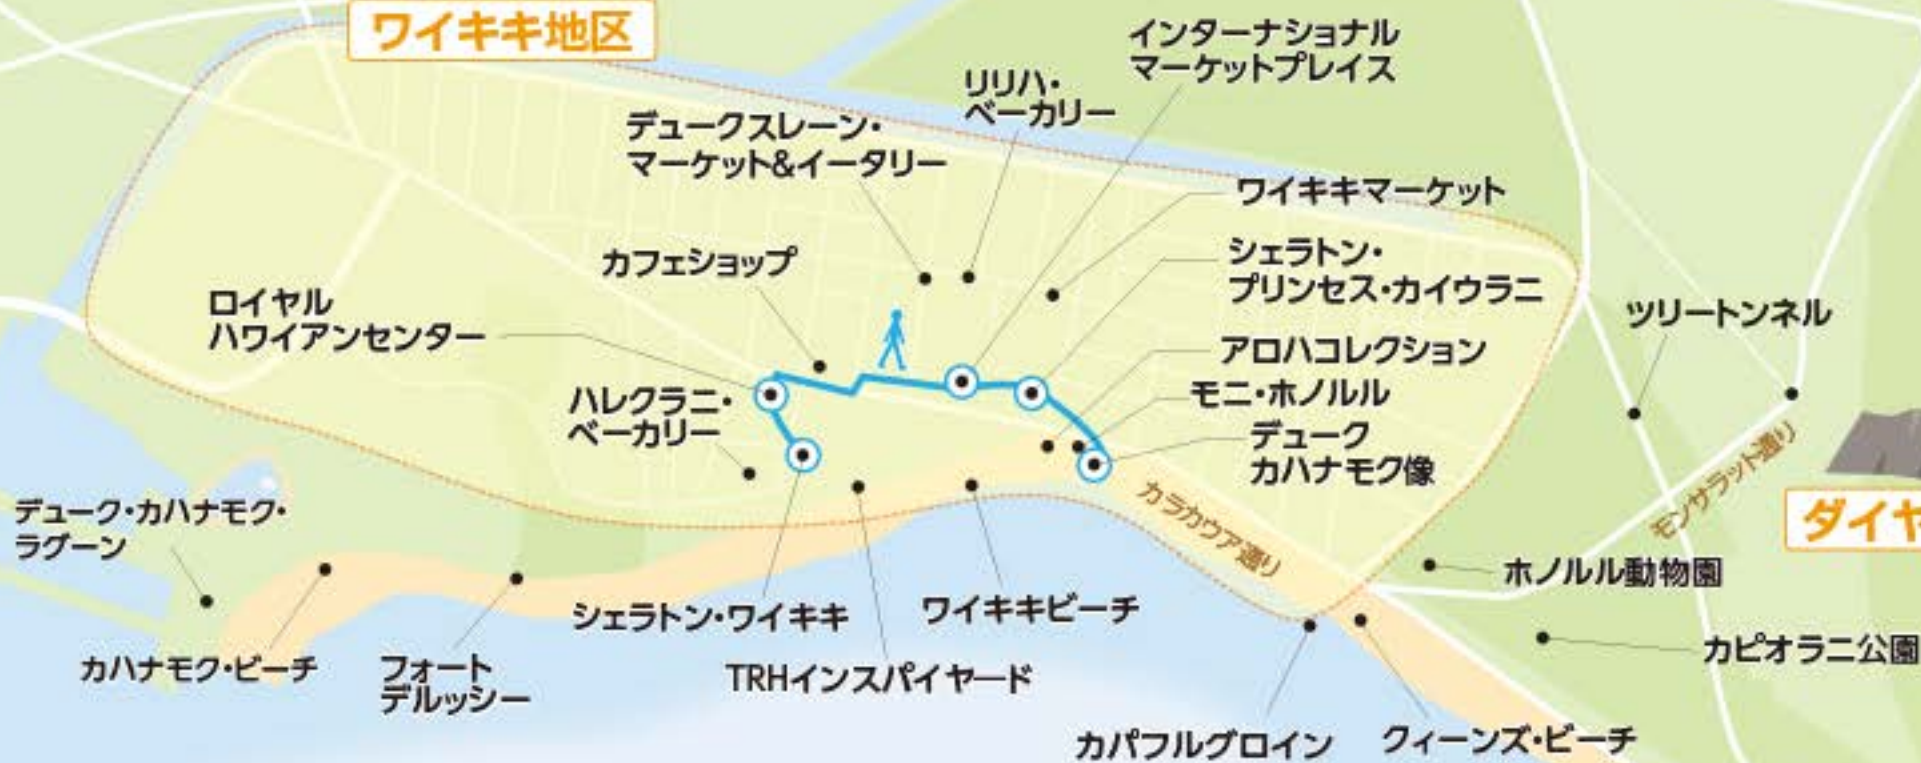 ワイキキ地区
インターナショナル
マーケットプレイス
リリハ・
ベーカリー
デュークスレーン・
マーケット&イータリー
ワイキキマーケット
カフェショップ
シェラトン・
プリンセス・カイウラニ
ロイヤル
ハワイアンセンター
ツリートンネル
アロハコレクション
モニ・ホノルル
ハレクラニ・
ベーカリー
デューク
カハナモク像
モンサラット通り
カラカウア通り
ダイヤ
デューク・カハナモク・
ラグーン
ホノルル動物園
シェラトン・ワイキキ
ワイキキビーチ
カピオラニ公園
カハナモク・ビーチ
フォート
デルッシー
TRHインスパイヤード
カパフルグロイン
クィーンズ・ビーチ